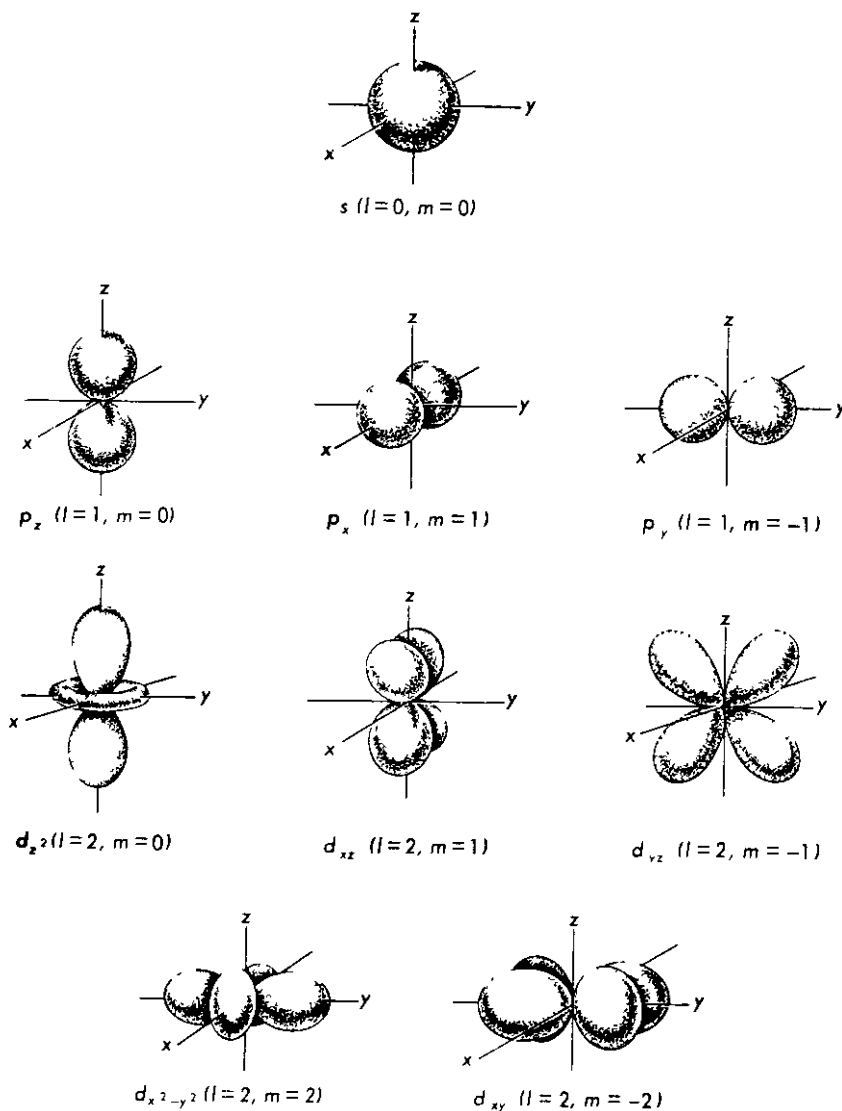 z
y
x
s (l=0, m=0)
z
y
x
p_z (l=1, m=0)
z
y
x
p_x (l=1, m=1)
z
y
x
p_y (l=1, m=-1)
z
y
x
d_z² (l=2, m=0)
z
y
x
d_xz (l=2, m=1)
z
y
x
d_yz (l=2, m=-1)
z
y
x
d_x²-y² (l=2, m=2)
z
y
x
d_xy (l=2, m=-2)